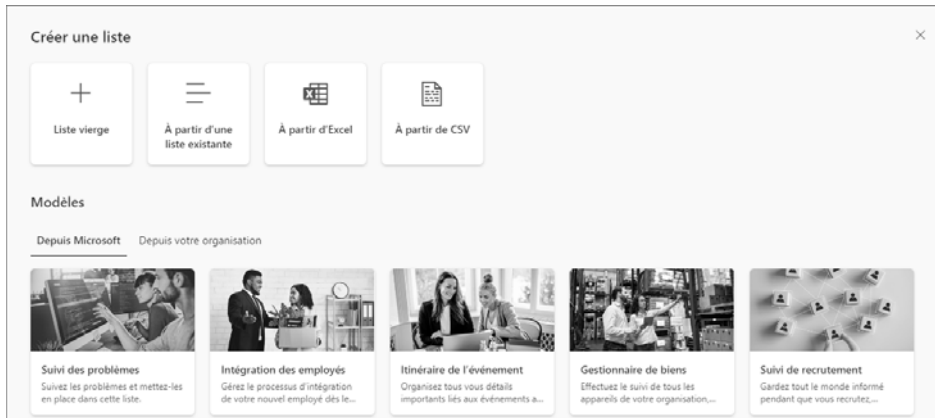 Créer une liste
Liste vierge
À partir d'une
liste existante
À partir d'Excel
À partir de CSV
Modèles
Depuis Microsoft
Depuis votre organisation
Suivi des problèmes
Suivez les problèmes et mettez-les
en place dans cette liste.
Intégration des employés
Gérez le processus d'intégration
de votre nouvel employé dès le...
Itinéraire de l'événement
Organisez tous vous détails
importants liés aux événements a...
Gestionnaire de biens
Effectuez le suivi de tous les
appareils de votre organisation,...
Suivi de recrutement
Gardez tout le monde informé
pendant que vous recrutez,...